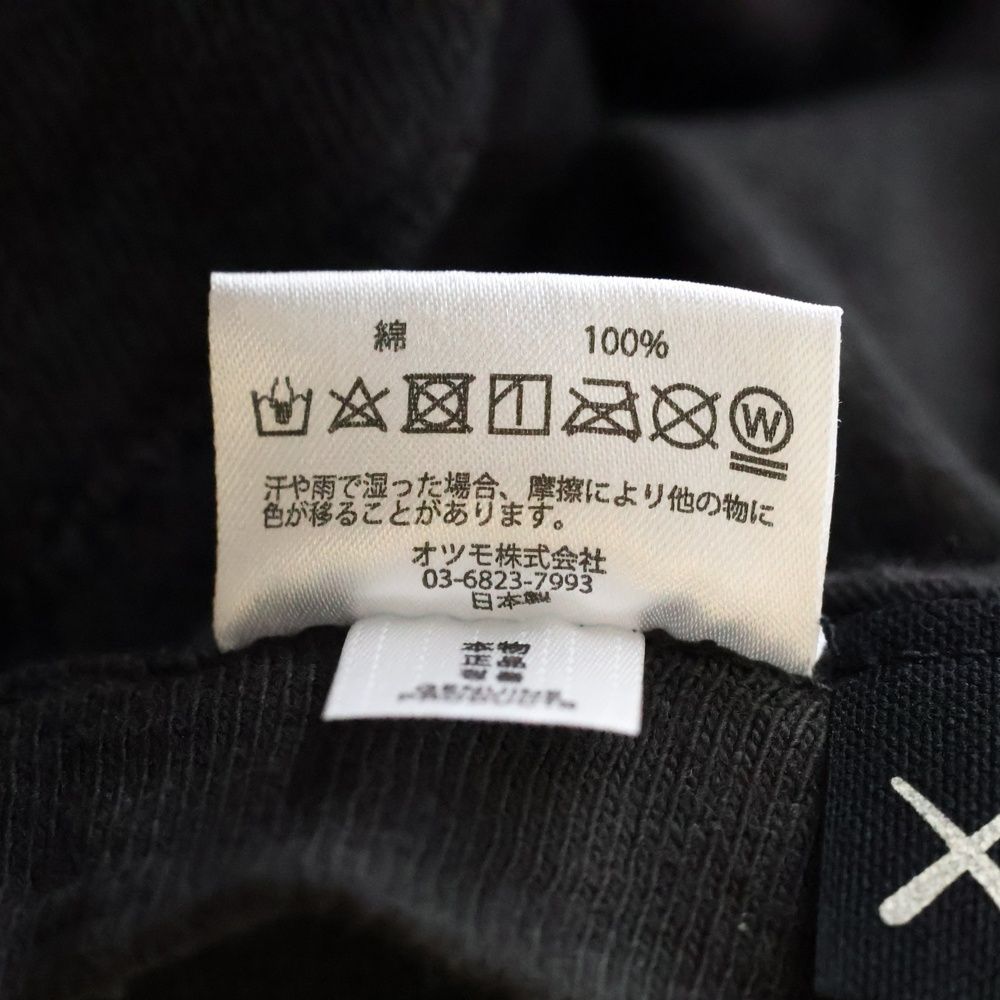 綿 100%
W
汗や雨で湿った場合、摩擦により他の物に
色が移ることがあります。
オツモ株式会社
03-6823-7993
日本製
本物
正品